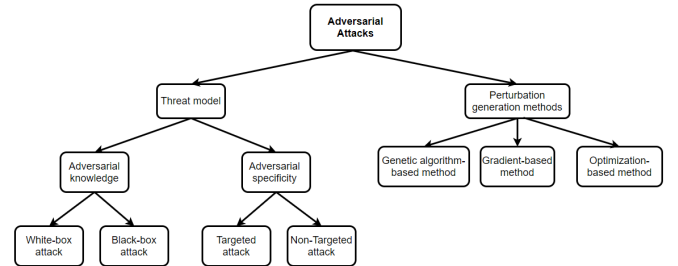 Adversarial
Attacks
Threat model
Perturbation
generation methods
Adversarial
knowledge
Adversarial
specificity
Genetic algorithm-
based method
Gradient-based
method
Optimization-
based method
White-box
attack
Black-box
attack
Targeted
attack
Non-Targeted
attack